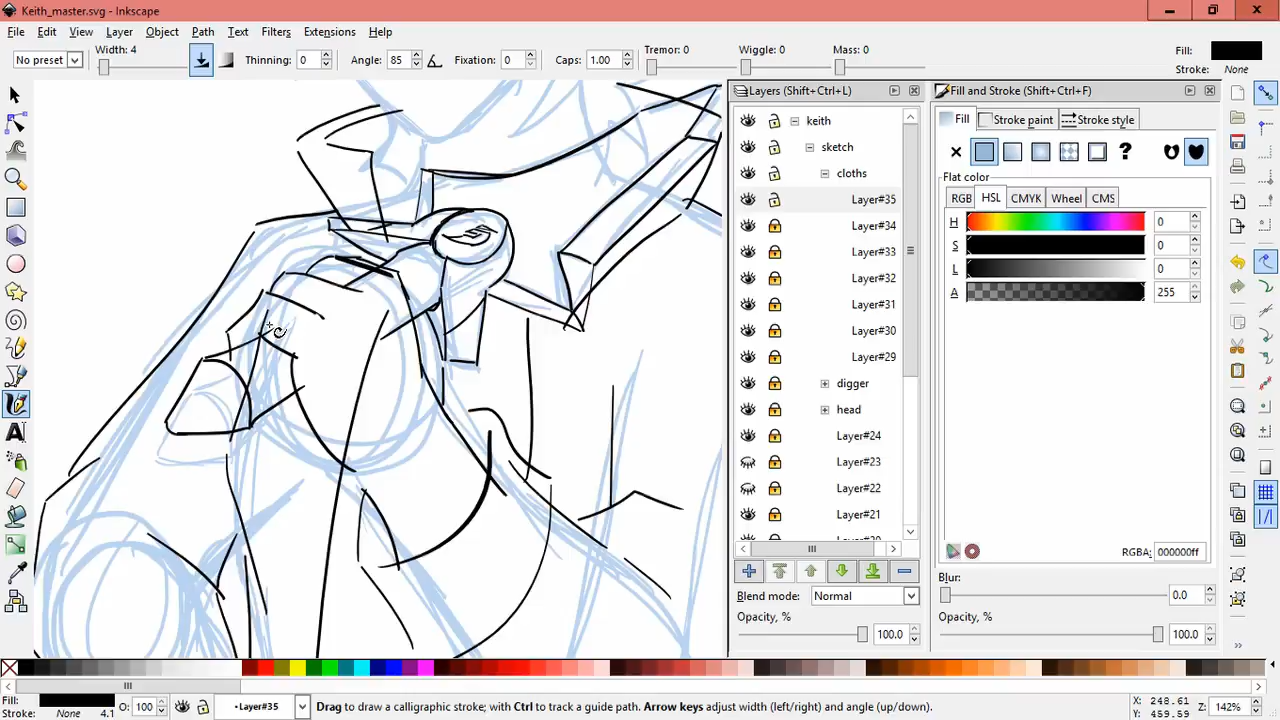 Keith_master.svg - Inkscape
File Edit View Layer Object Path Text Filters Extensions Help
No preset Width: 4 Thinning: 0 Angle: 85 Fixation: 0 Caps: 1.00 Tremor: 0 Wiggle: 0 Mass: 0 Fill: Stroke: None
Layers (Shift+Ctrl+L)
keith
sketch
cloths
Layer#35
Layer#34
Layer#33
Layer#32
Layer#31
Layer#30
Layer#29
digger
head
Layer#24
Layer#23
Layer#22
Layer#21
Blend mode: Normal
Opacity, %
100.0
Fill and Stroke (Shift+Ctrl+F)
Fill Stroke paint Stroke style
?
Flat color
RGB HSL CMYK Wheel CMS
H 0
S 0
L 0
A 255
RGBA: 000000ff
Blur:
0.0
Opacity, %
100.0
Fill: Stroke: None 4.1 O: 100 •Layer#35 Drag to draw a calligraphic stroke; with Ctrl to track a guide path. Arrow keys adjust width (left/right) and angle (up/down). X: 248.61 Y: 459.59 Z: 142%